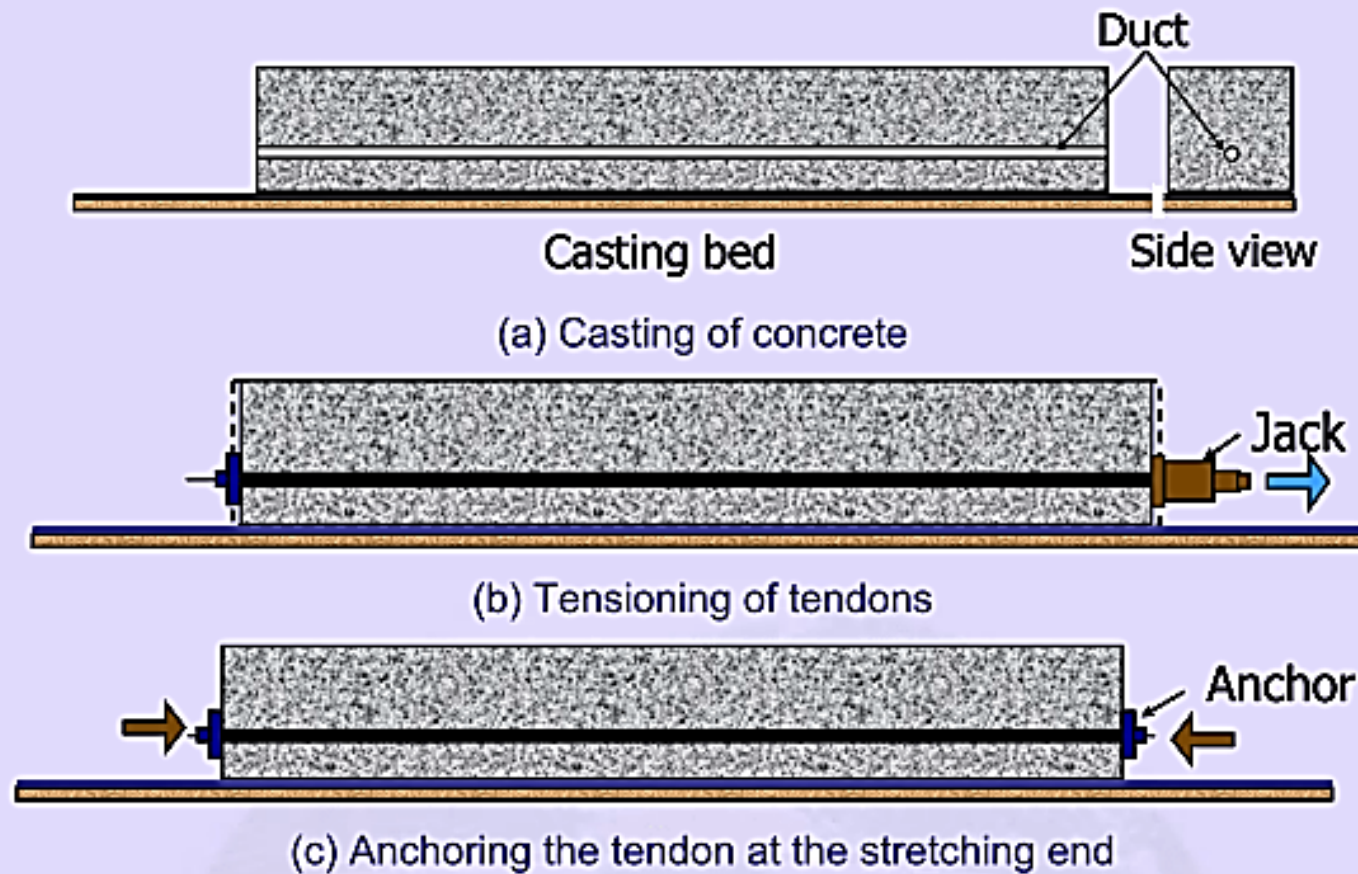 Duct
Casting bed
Side view
(a) Casting of concrete
Jack
(b) Tensioning of tendons
Anchor
(c) Anchoring the tendon at the stretching end